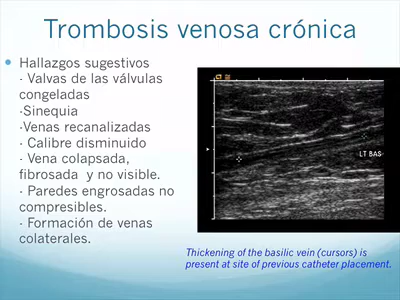 Trombosis venosa crónica
Hallazgos sugestivos
- Valvas de las válvulas
congeladas
-Sinequia
-Venas recanalizadas
- Calibre disminuido
- Vena colapsada,
fibrosada y no visible.
- Paredes engrosadas no
compresibles.
- Formación de venas
colaterales.
LT BAS
Thickening of the basilic vein (cursors) is
present at site of previous catheter placement.